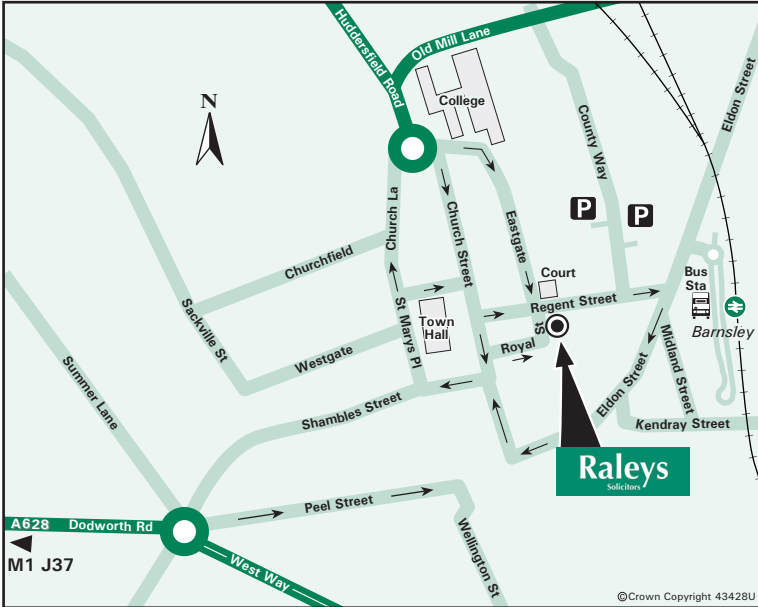 Huddersfield Road
Old Mill Lane
College
N
County Way
Eldon Street
P
P
Church La
Church Street
Eastgate
Churchfield
Court
Bus
Sta
Regent Street
Sackville St
St Marys Pl
Town
Hall
Royal
St
Barnsley
Westgate
Summer Lane
Midland Street
Eldon Street
Shambles Street
Kendray Street
Raleys
Solicitors
Peel Street
A628 Dodworth Rd
Wellington St
M1 J37
West Way
©Crown Copyright 43428U